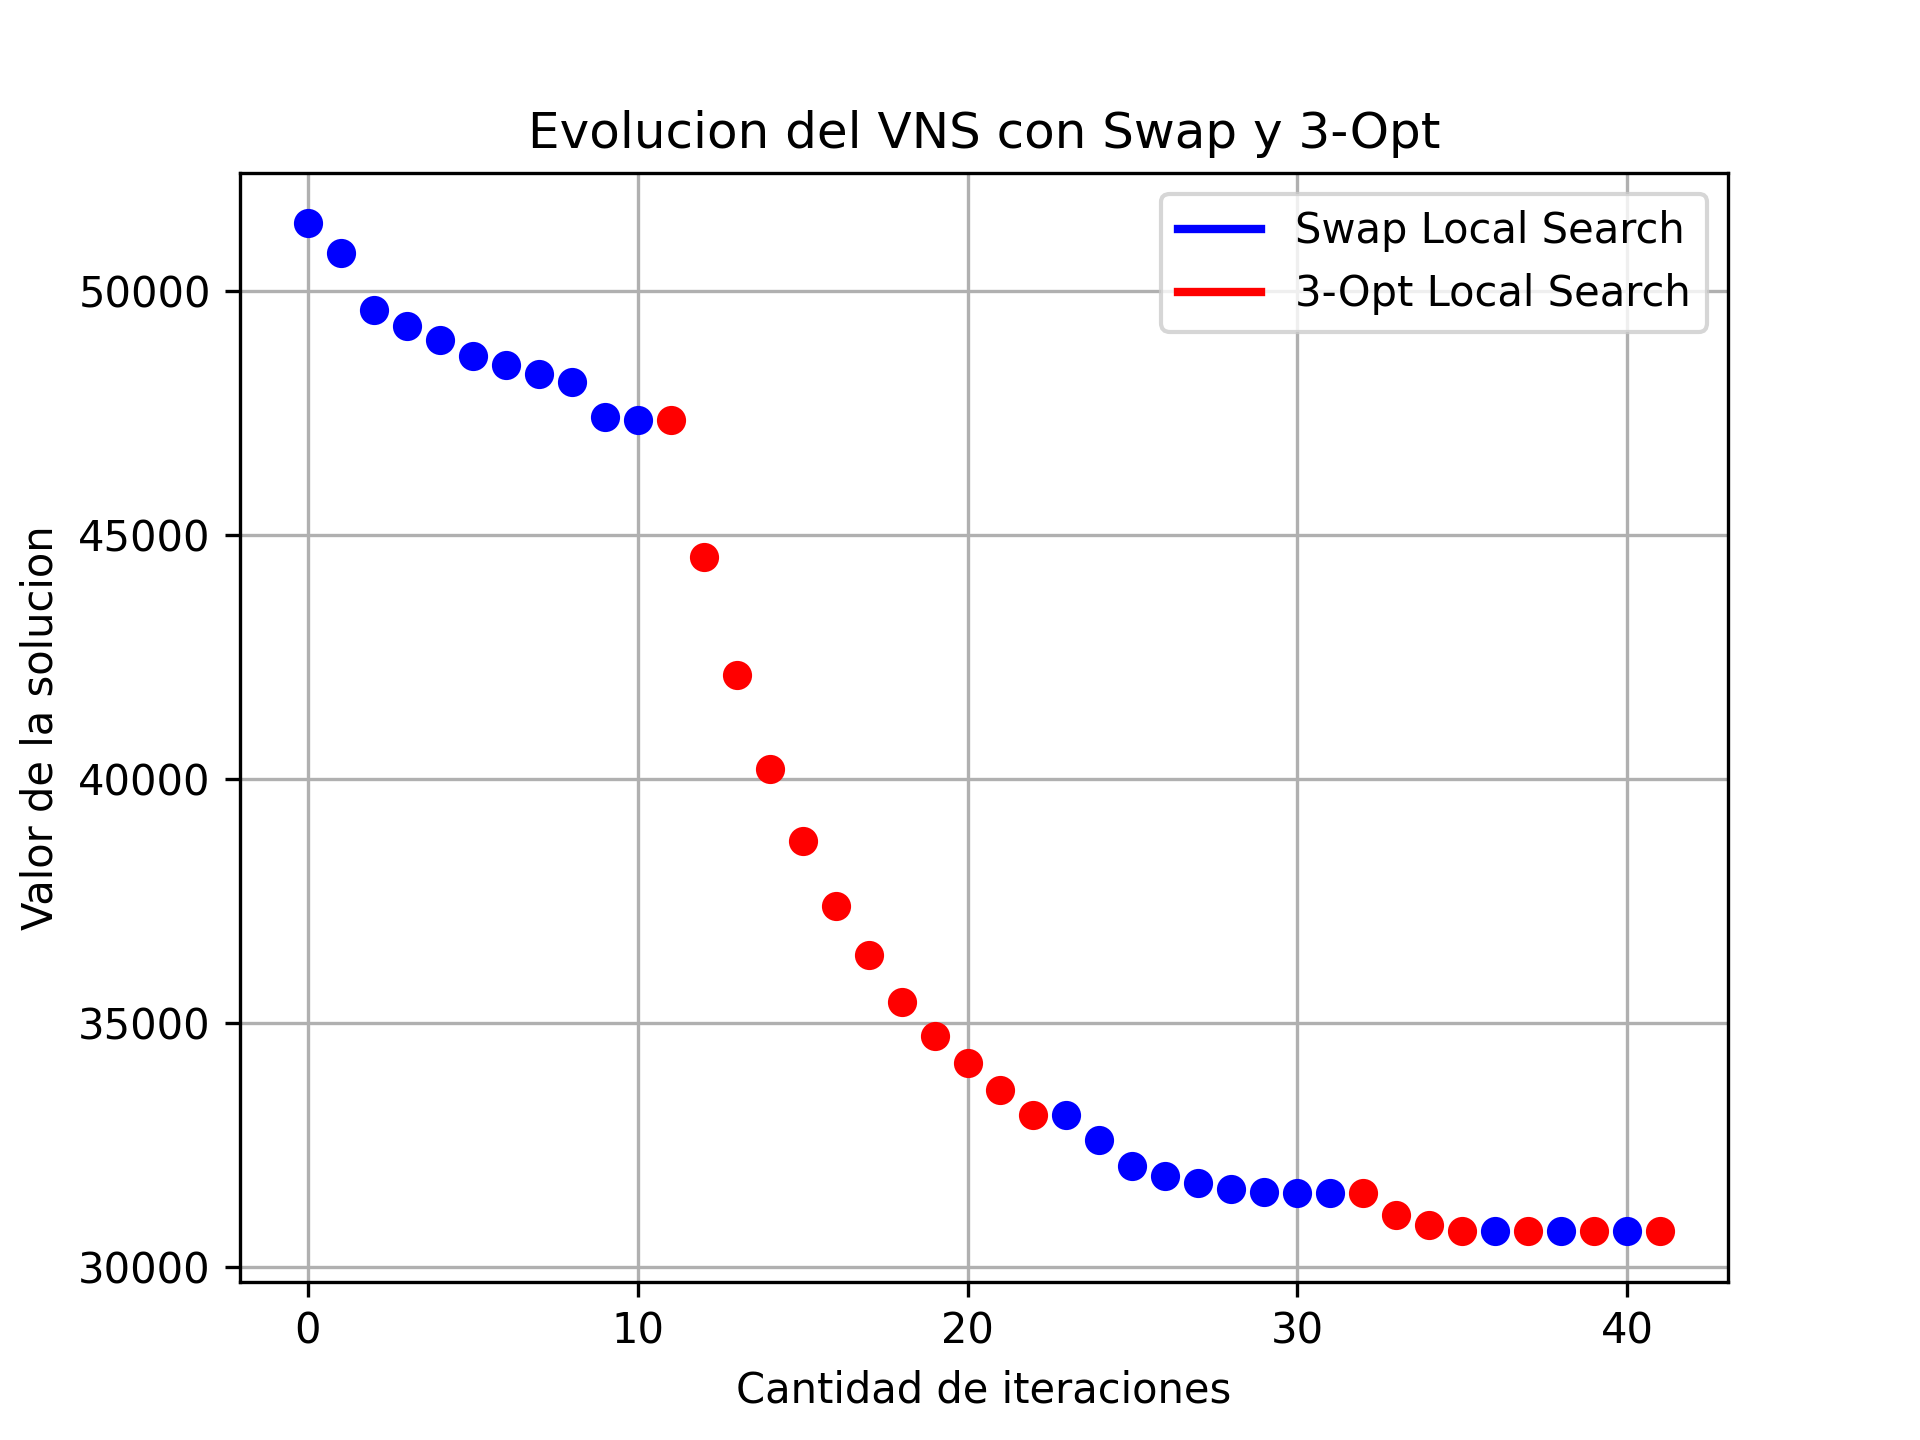 Evolucion del VNS con Swap y 3-Opt
Swap Local Search
3-Opt Local Search
Valor de la solucion
50000
45000
40000
35000
30000
0 10 20 30 40
Cantidad de iteraciones